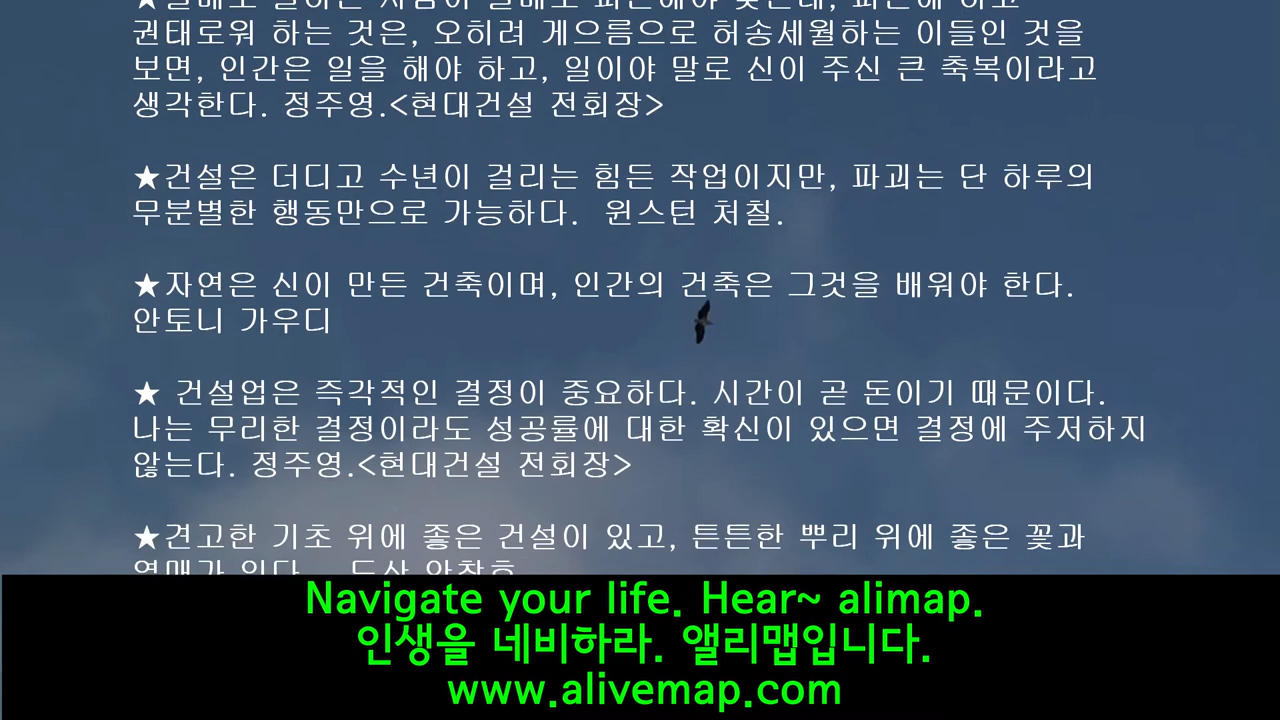 권태로워 하는 것은, 오히려 게으름으로 허송세월하는 이들인 것을
보면, 인간은 일을 해야 하고, 일이야 말로 신이 주신 큰 축복이라고
생각한다. 정주영.<현대건설 전회장>
★건설은 더디고 수년이 걸리는 힘든 작업이지만, 파괴는 단 하루의
무분별한 행동만으로 가능하다. 윈스턴 처칠.
★자연은 신이 만든 건축이며, 인간의 건축은 그것을 배워야 한다.
안토니 가우디
★ 건설업은 즉각적인 결정이 중요하다. 시간이 곧 돈이기 때문이다.
나는 무리한 결정이라도 성공률에 대한 확신이 있으면 결정에 주저하지
않는다. 정주영.<현대건설 전회장>
★견고한 기초 위에 좋은 건설이 있고, 튼튼한 뿌리 위에 좋은 꽃과
Navigate your life. Hear~ alimap.
인생을 네비하라. 앨리맵입니다.
www.alivemap.com